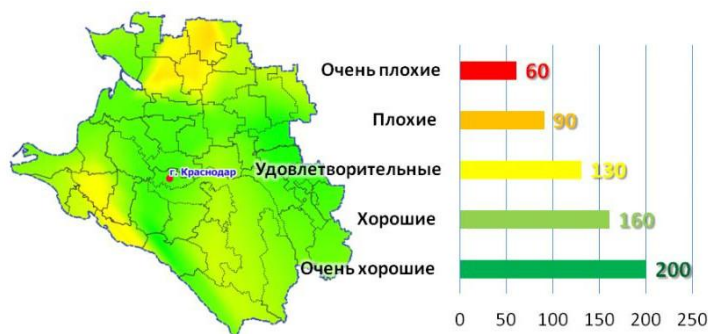 г. Краснодар
Очень плохие
60
Плохие
90
Удовлетворительные
130
Хорошие
160
Очень хорошие
200
0 50 100 150 200 250